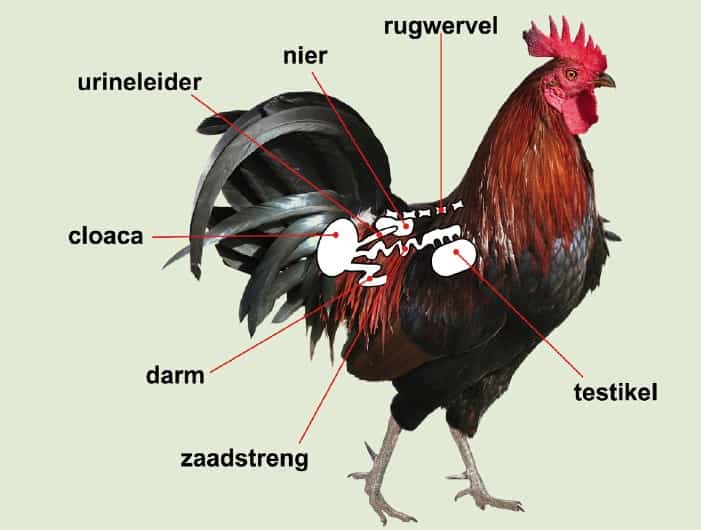 rugwervel
nier
urineleider
cloaca
darm
testikel
zaadstreng